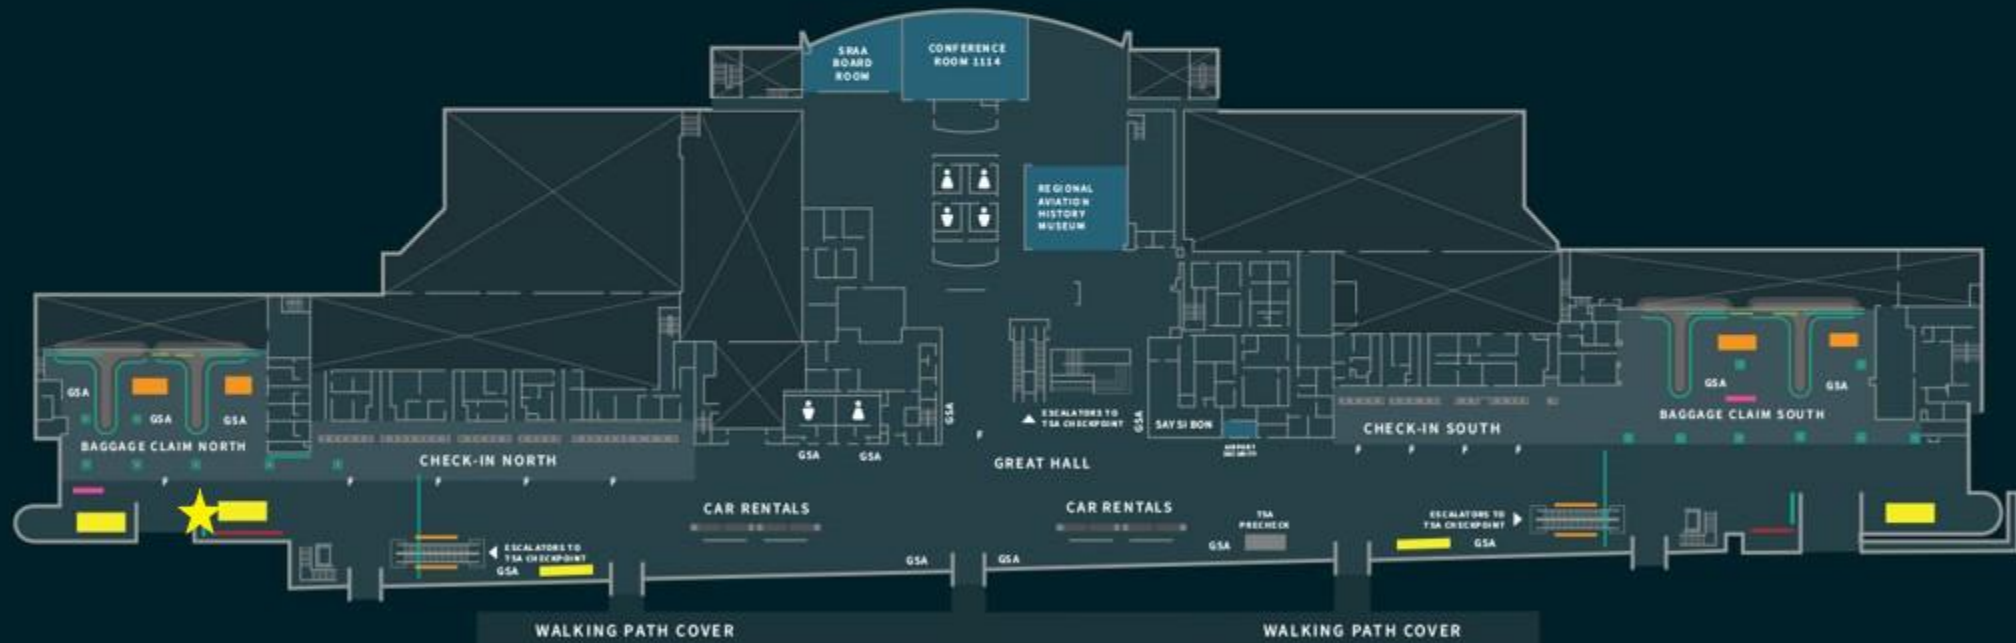 SRAA
BOARD
ROOM
CONFERENCE
ROOM 1114
REGIONAL
AVIATION
HISTORY
MUSEUM
GSA
GSA
GSA
BAGGAGE CLAIM NORTH
CHECK-IN NORTH
GSA
GSA
GSA
ESCALATORS TO
TSA CHECKPOINT
GSA
SAY SI BON
AIRPORT
SECURITY
F
GREAT HALL
CHECK-IN SOUTH
GSA
GSA
BAGGAGE CLAIM SOUTH
F
F
F
F
F
F
F
F
F
CAR RENTALS
CAR RENTALS
TSA
PRECHECK
GSA
ESCALATORS TO
TSA CHECKPOINT
GSA
ESCALATORS TO
TSA CHECKPOINT
GSA
GSA
GSA
WALKING PATH COVER
WALKING PATH COVER